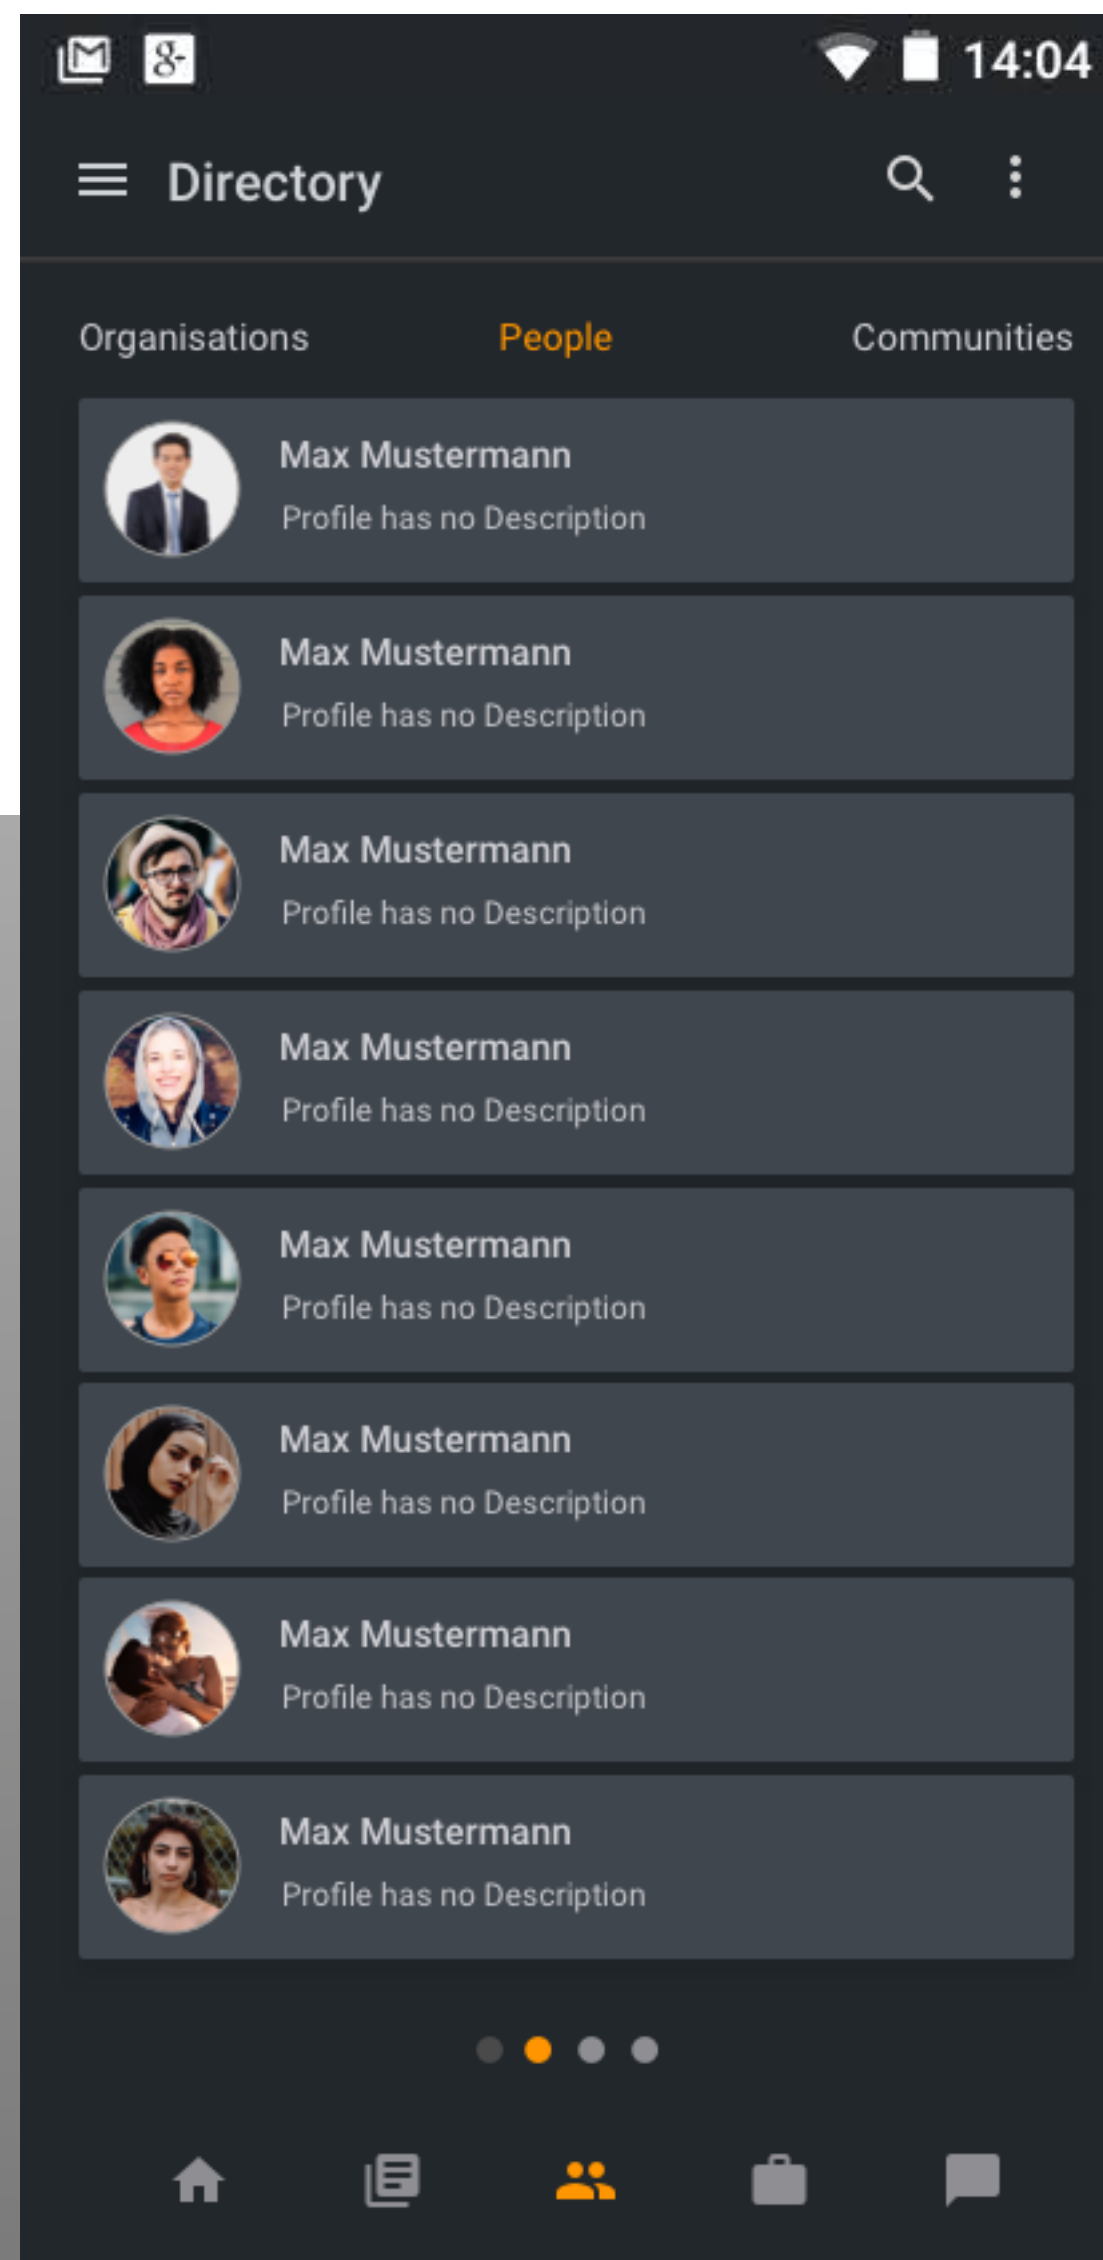 14:04
Directory
Organisations People Communities
Max Mustermann
Profile has no Description
Max Mustermann
Profile has no Description
Max Mustermann
Profile has no Description
Max Mustermann
Profile has no Description
Max Mustermann
Profile has no Description
Max Mustermann
Profile has no Description
Max Mustermann
Profile has no Description
Max Mustermann
Profile has no Description